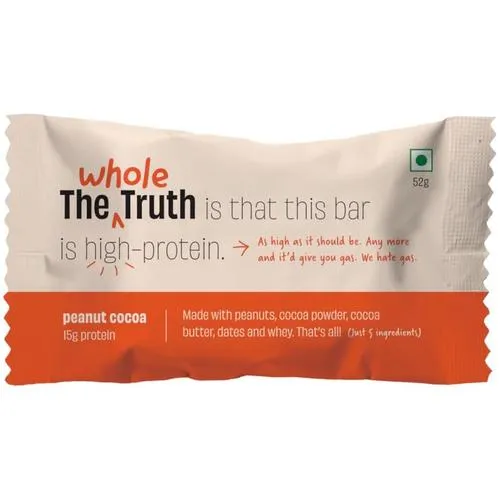 whole
The Truth is that this bar
is high-protein. → As high as it should be. Any more
and it'd give you gas. We hate gas.
52g
peanut cocoa
15g protein
Made with peanuts, cocoa powder, cocoa
butter, dates and whey. That's all! (Just 5 ingredients)